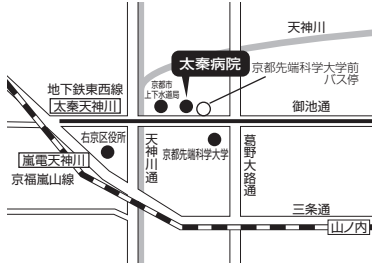 天神川
太秦病院
京都市
上下水道局
京都先端科学大学前
バス停
地下鉄東西線
太秦天神川
御池通
右京区役所
天神川通
京都先端科学大学
葛野大路通
嵐電天神川
京福嵐山線
三条通
山ノ内